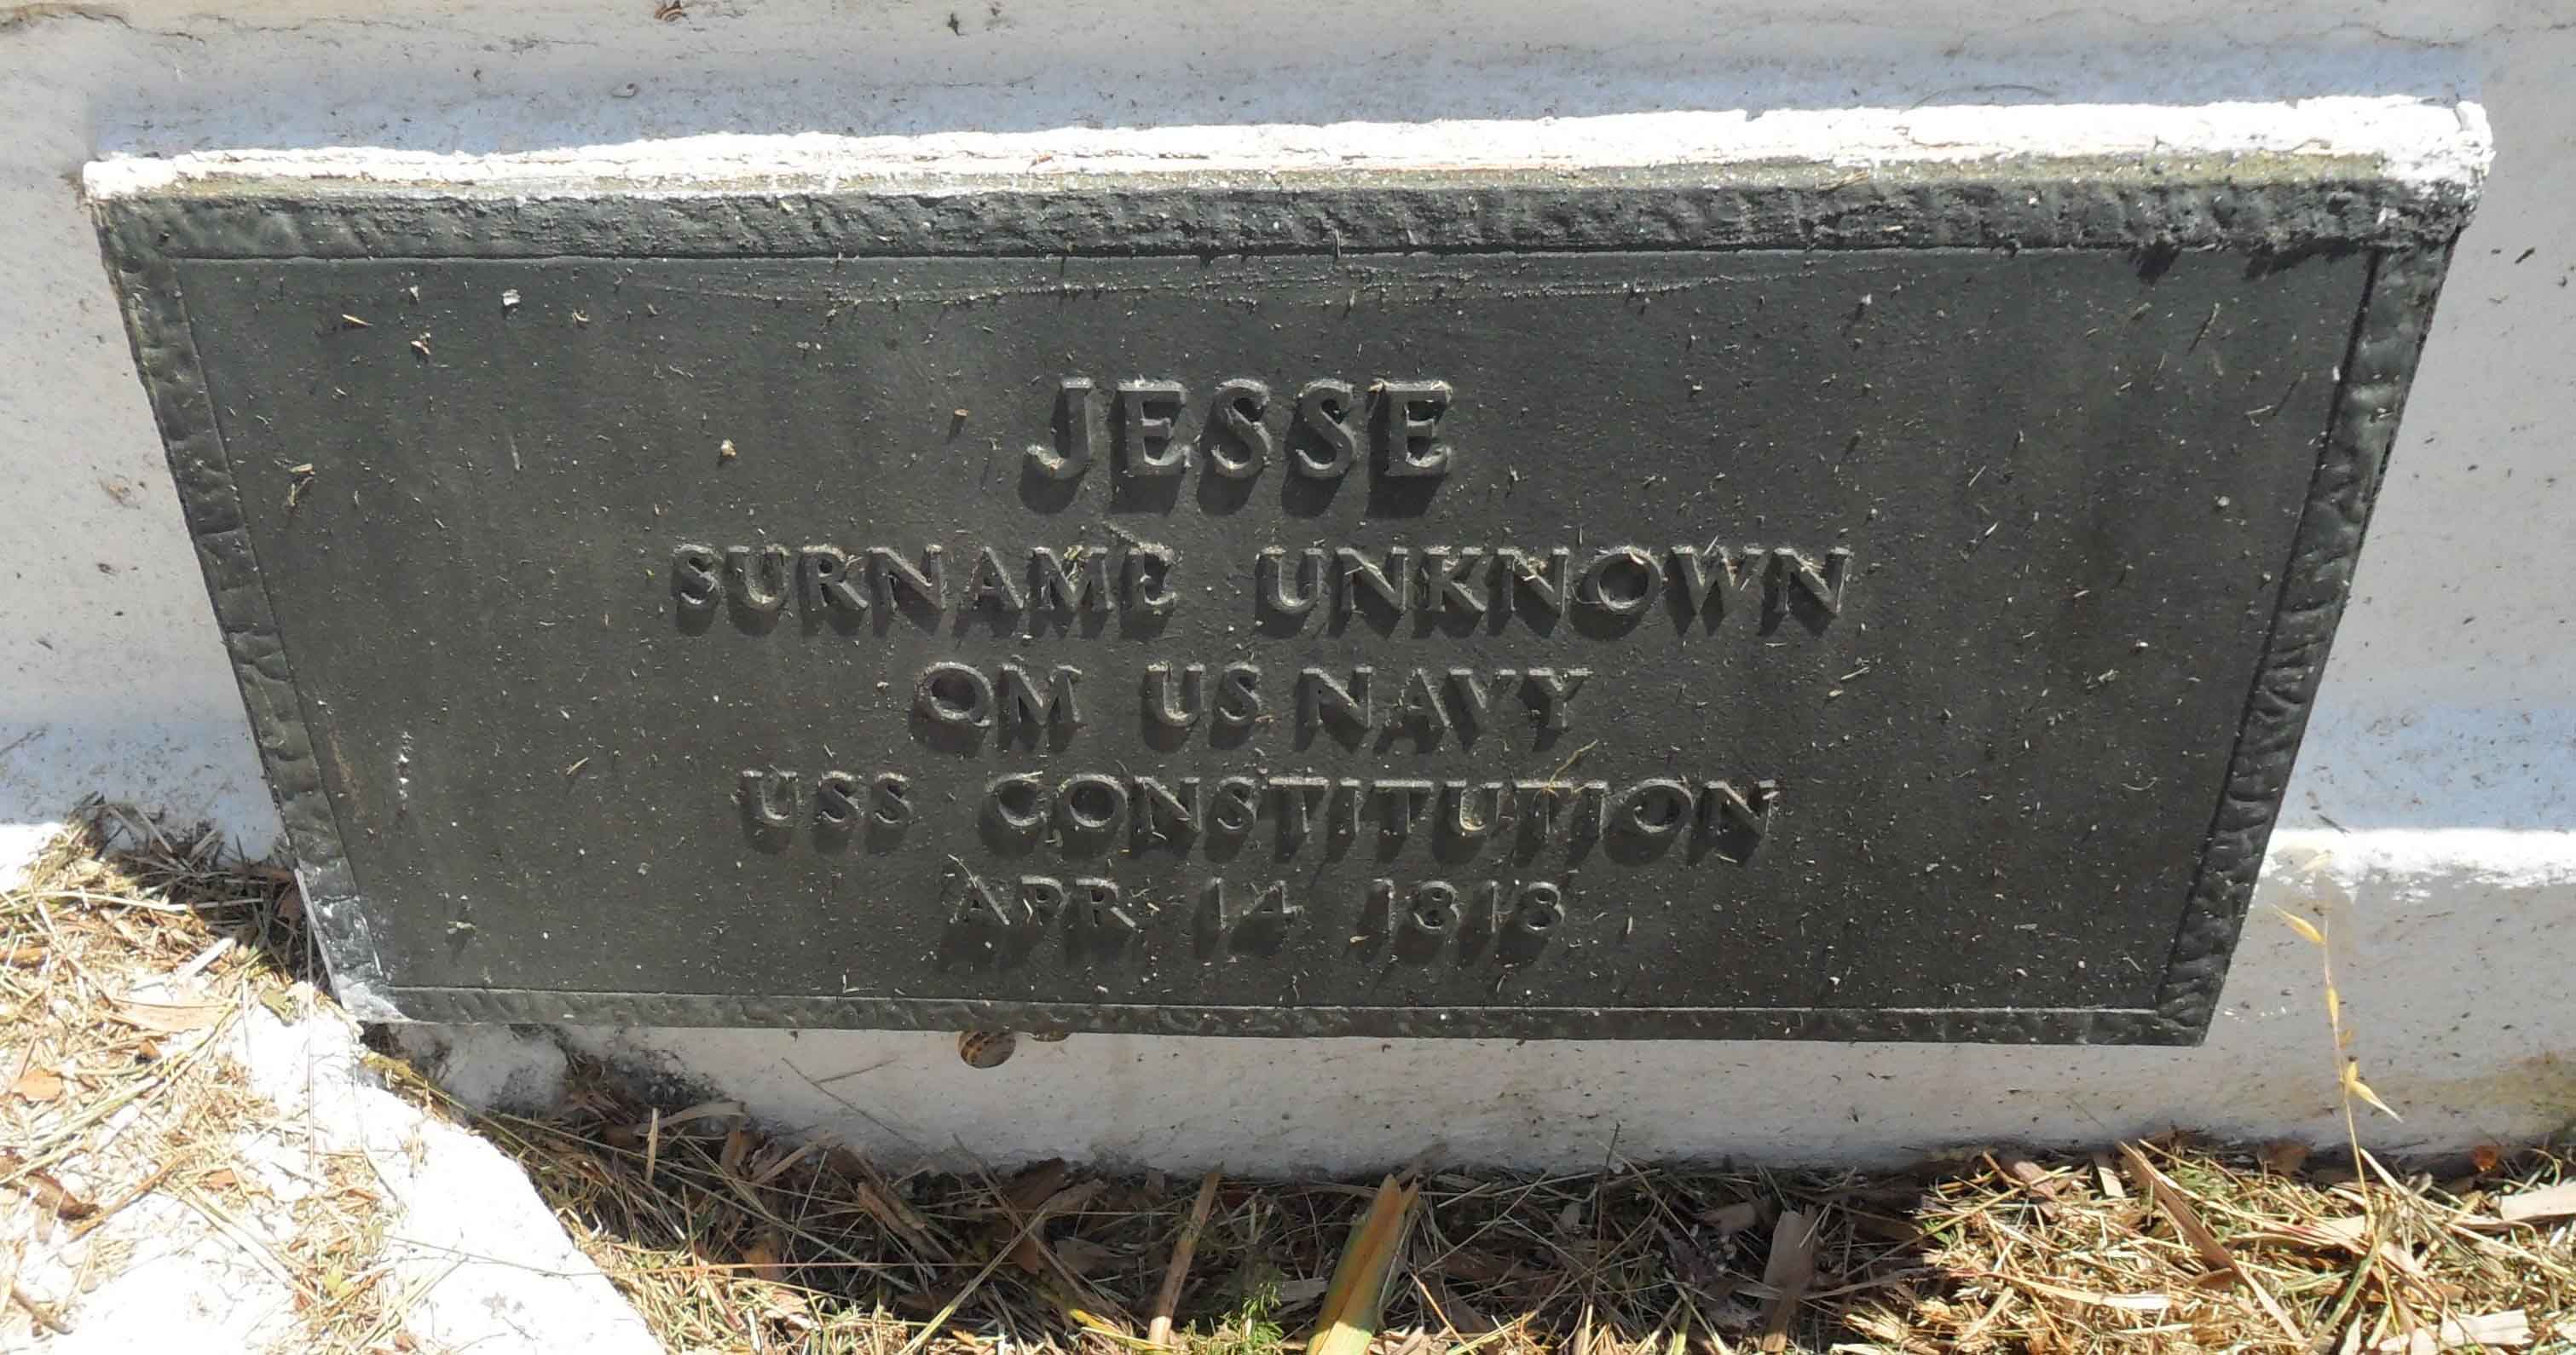 JESSE
SURNAME UNKNOWN
QM US NAVY
USS CONSTITUTION
APR 14 1818